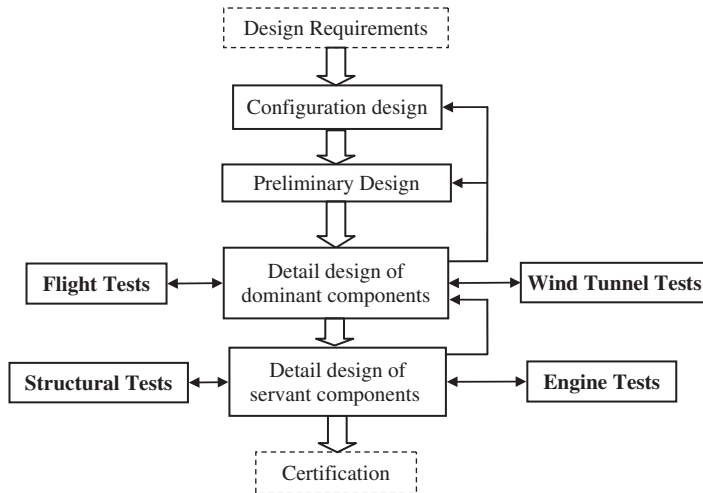 Design Requirements
Configuration design
Preliminary Design
Flight Tests
Detail design of
dominant components
Wind Tunnel Tests
Structural Tests
Detail design of
servant components
Engine Tests
Certification